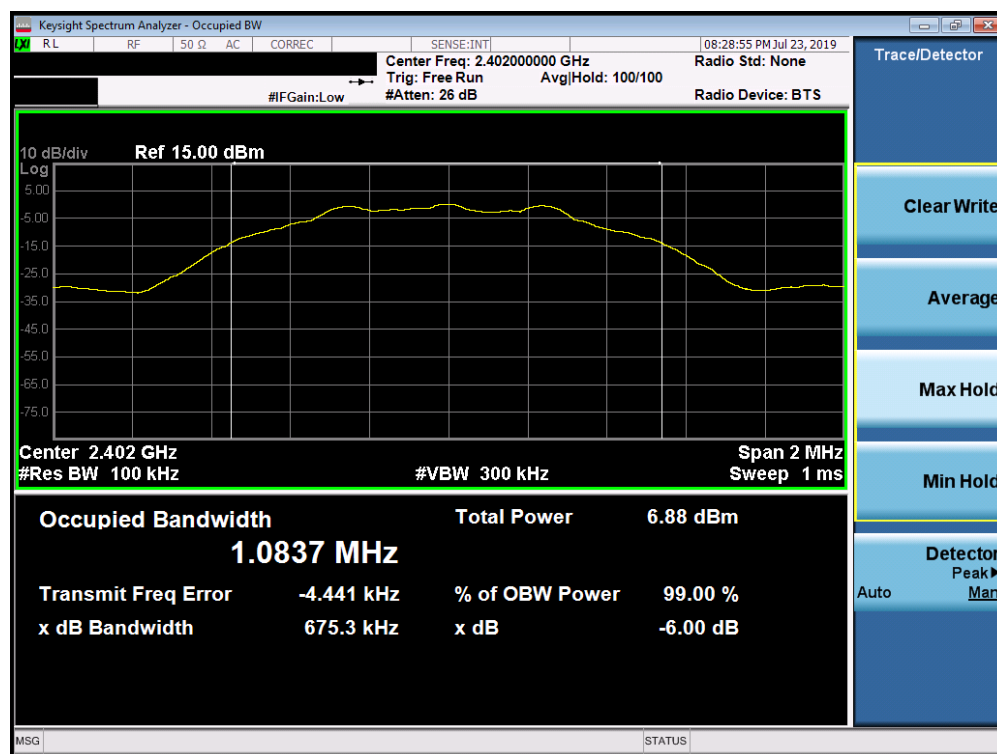 Keysight Spectrum Analyzer - Occupied BW
LXI RL RF 50 Ω AC CORREC SENSE:INT 08:28:55 PM Jul 23, 2019
Center Freq: 2.402000000 GHz Radio Std: None
Trig: Free Run Avg|Hold: 100/100
#IFGain:Low #Atten: 26 dB Radio Device: BTS
10 dB/div Ref 15.00 dBm
Log
5.00
-5.00
-15.0
-25.0
-35.0
-45.0
-55.0
-65.0
-75.0
Center 2.402 GHz Span 2 MHz
#Res BW 100 kHz #VBW 300 kHz Sweep 1 ms
Occupied Bandwidth Total Power 6.88 dBm
1.0837 MHz
Transmit Freq Error -4.441 kHz % of OBW Power 99.00 %
x dB Bandwidth 675.3 kHz x dB -6.00 dB
MSG STATUS
Trace/Detector
Clear Write
Average
Max Hold
Min Hold
Detector
Peak
Auto Man